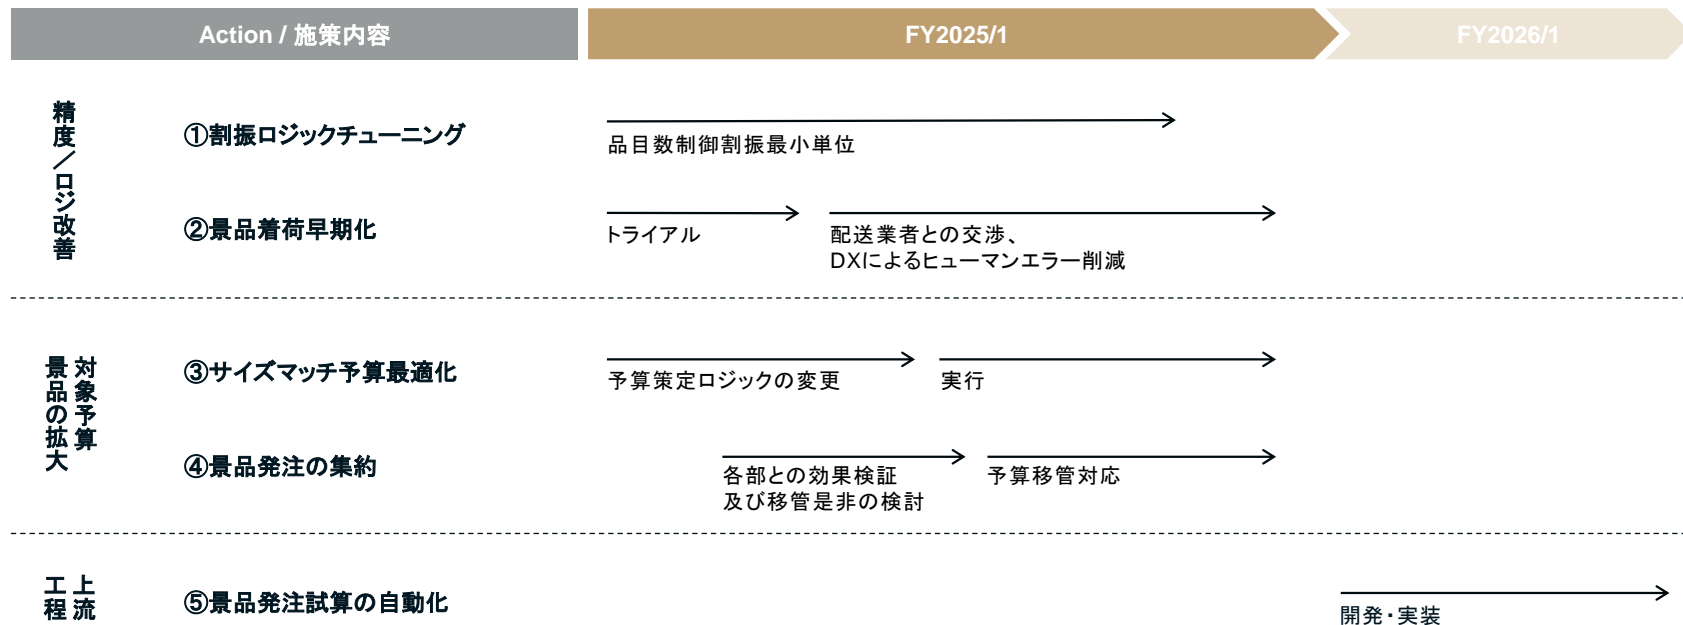 Action / 施策内容
FY2025/1
FY2026/1
精度／ロジ改善
①割振ロジックチューニング
品目数制御割振最小単位
②景品着荷早期化
トライアル
配送業者との交渉、
DXによるヒューマンエラー削減
対象予算
景品の拡大
③サイズマッチ予算最適化
予算策定ロジックの変更
実行
④景品発注の集約
各部との効果検証
及び移管是非の検討
予算移管対応
上流
工程
⑤景品発注試算の自動化
開発・実装